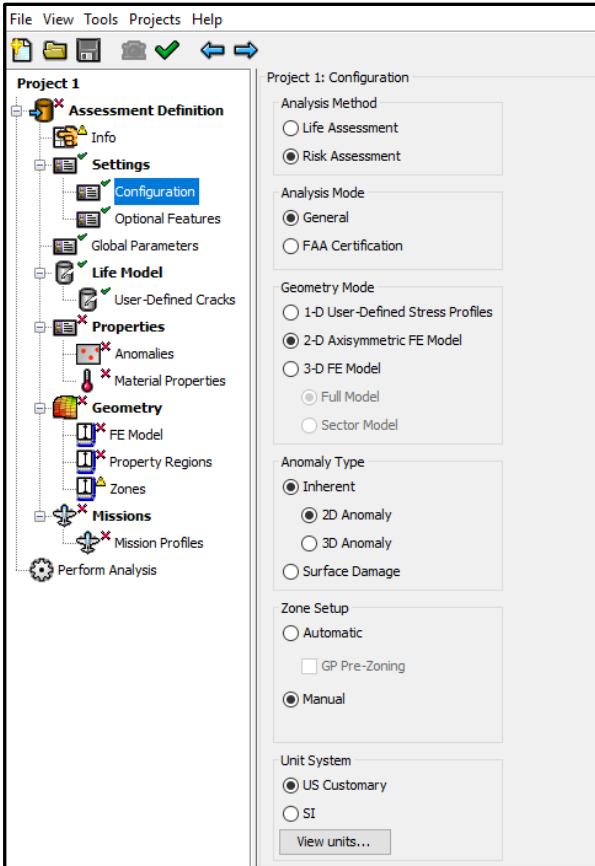 File View Tools Projects Help
Project 1
Assessment Definition
Info
Settings
Configuration
Optional Features
Global Parameters
Life Model
User-Defined Cracks
Properties
Anomalies
Material Properties
Geometry
FE Model
Property Regions
Zones
Missions
Mission Profiles
Perform Analysis
Project 1: Configuration
Analysis Method
Life Assessment
Risk Assessment
Analysis Mode
General
FAA Certification
Geometry Mode
1-D User-Defined Stress Profiles
2-D Axisymmetric FE Model
3-D FE Model
Full Model
Sector Model
Anomaly Type
Inherent
2D Anomaly
3D Anomaly
Surface Damage
Zone Setup
Automatic
GP Pre-Zoning
Manual
Unit System
US Customary
SI
View units...